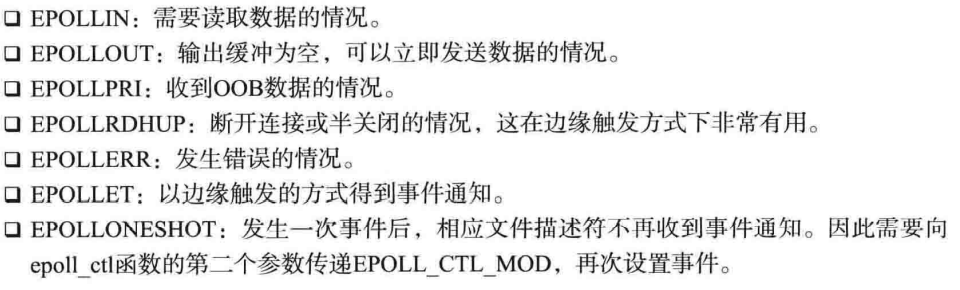 ❏ EPOLLIN：需要读取数据的情况。
❏ EPOLLOUT：输出缓冲为空，可以立即发送数据的情况。
❏ EPOLLPRI：收到OOB数据的情况。
❏ EPOLLRDHUP：断开连接或半关闭的情况，这在边缘触发方式下非常有用。
❏ EPOLLERR：发生错误的情况。
❏ EPOLLET：以边缘触发的方式得到事件通知。
❏ EPOLLONESHOT：发生一次事件后，相应文件描述符不再收到事件通知。因此需要向
epoll_ctl函数的第二个参数传递EPOLL_CTL_MOD，再次设置事件。